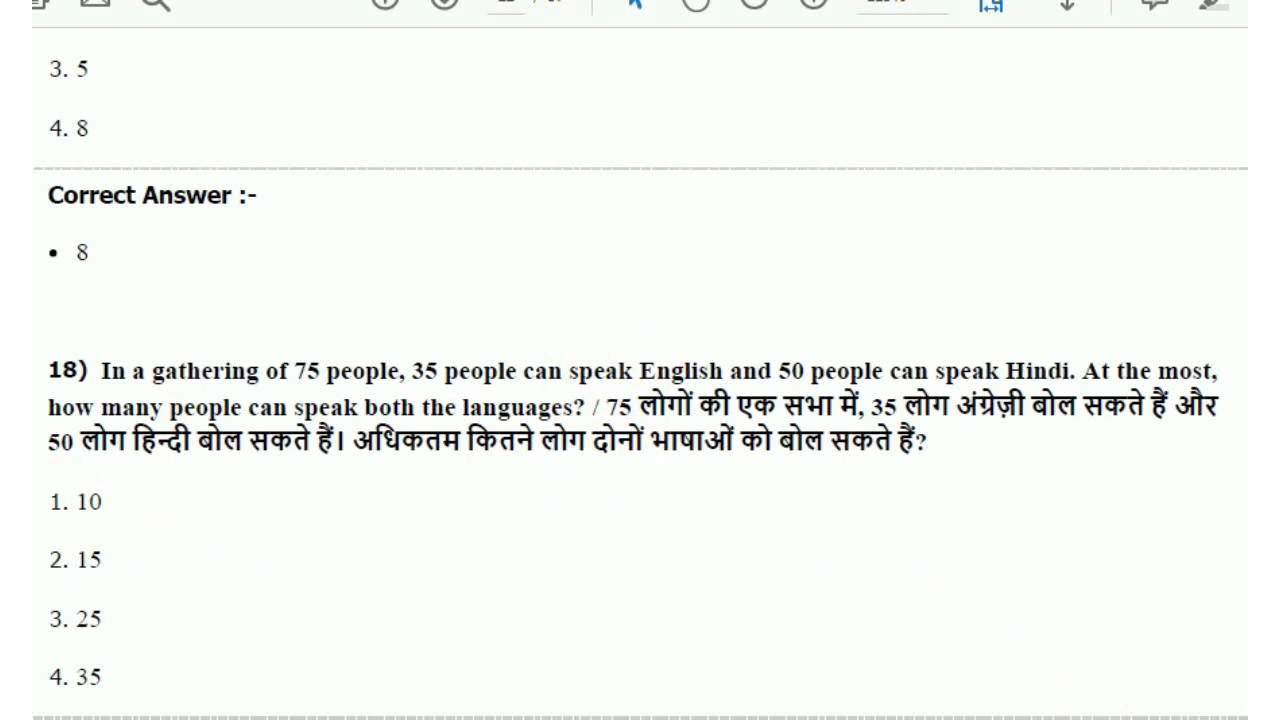 3. 5
4. 8
Correct Answer :-
• 8
18) In a gathering of 75 people, 35 people can speak English and 50 people can speak Hindi. At the most,
how many people can speak both the languages? / 75 लोगों की एक सभा में, 35 लोग अंग्रेज़ी बोल सकते हैं और
50 लोग हिन्दी बोल सकते हैं। अधिकतम कितने लोग दोनों भाषाओं को बोल सकते हैं?
1. 10
2. 15
3. 25
4. 35